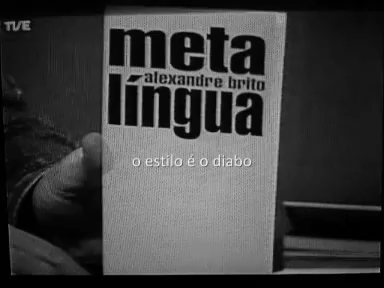 TVE
meta
alexandre brito
língua
o estilo é o diabo